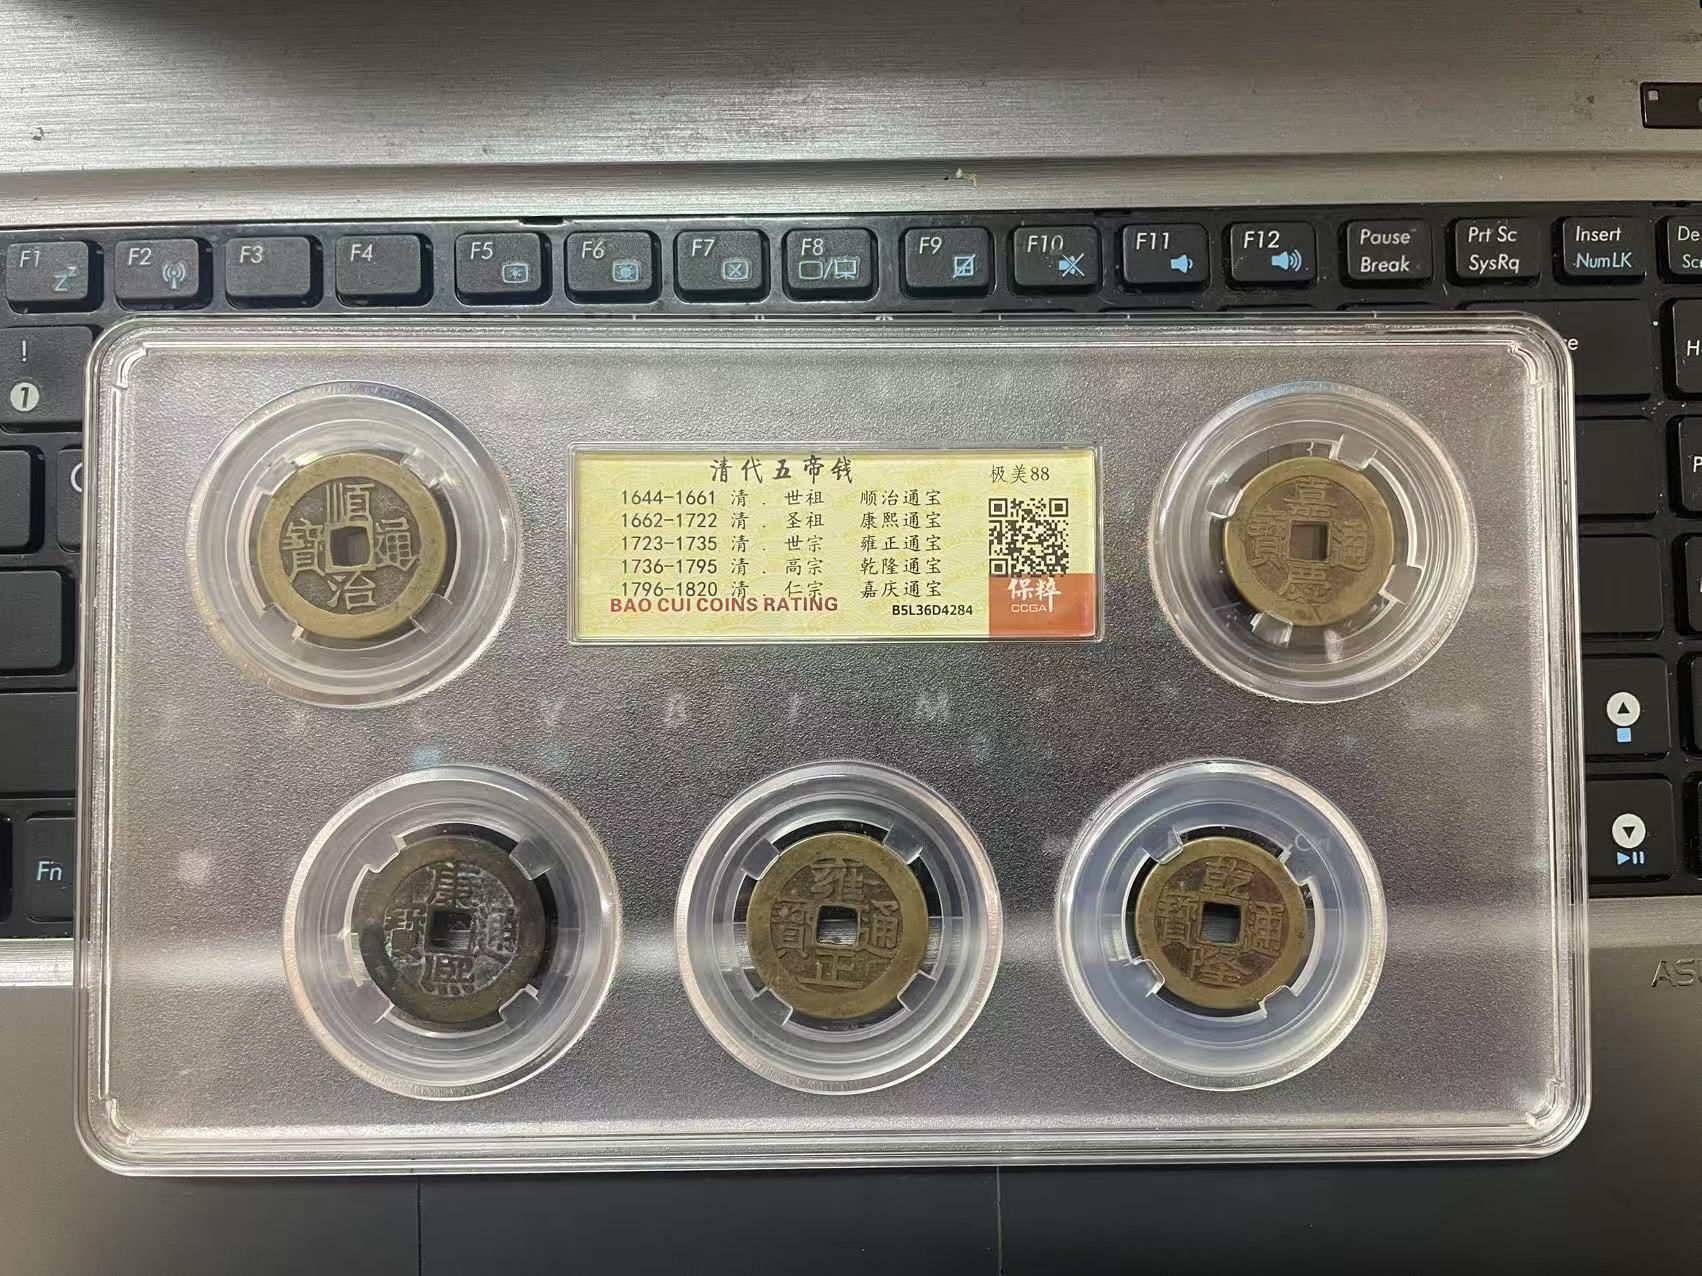 F1
F2
F3
F4
F5
F6
F7
F8
F9
F10
F11
F12
Pause
Break
Prt Sc
SysRq
Insert
NumLK
!
1
順治通寶
清代五帝钱
极美88
1644-1661 清 . 世祖 顺治通宝
1662-1722 清 . 圣祖 康熙通宝
1723-1735 清 . 世宗 雍正通宝
1736-1795 清 . 高宗 乾隆通宝
1796-1820 清 . 仁宗 嘉庆通宝
BAO CUI COINS RATING
B5L36D4284
保粹
CCGA
嘉慶通寶
康熙通寶
雍正通寶
乾隆通寶
Fn